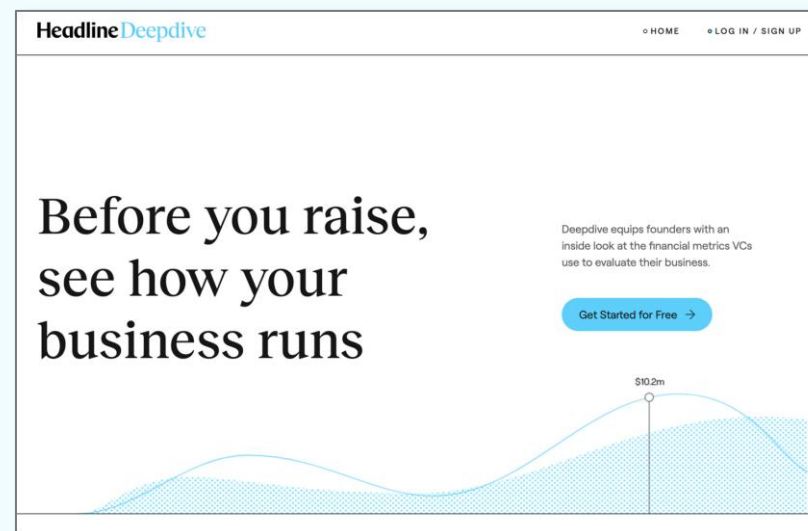 Headline Deepdive
HOME
LOG IN / SIGN UP
Before you raise,
see how your
business runs
Deepdive equips founders with an
inside look at the financial metrics VCs
use to evaluate their business.
Get Started for Free →
$10.2m